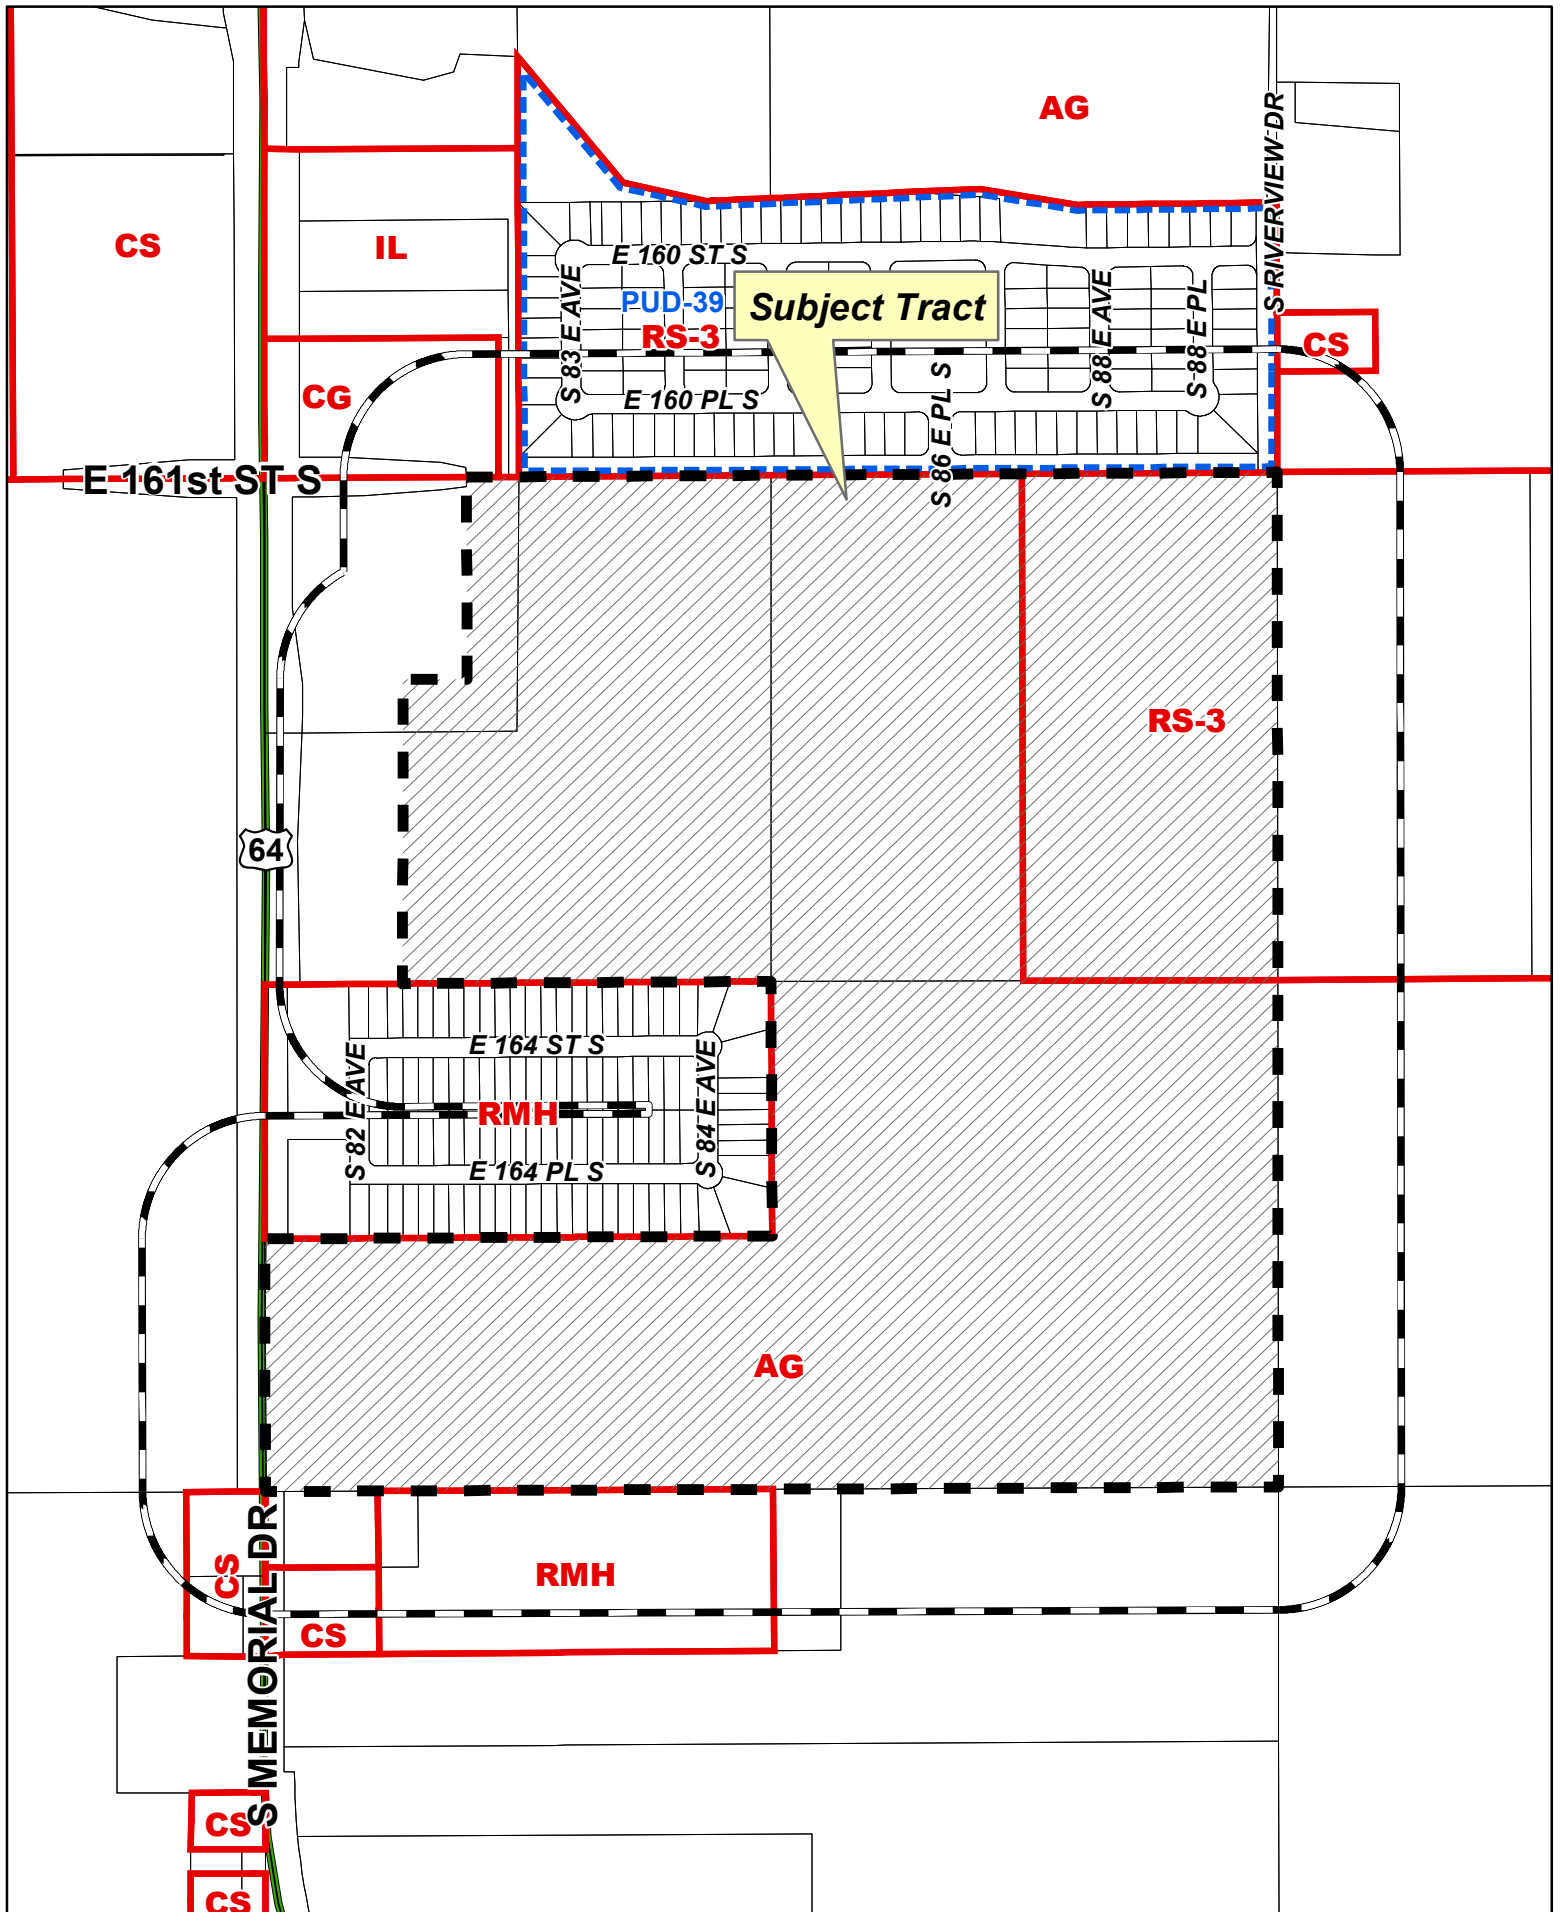 AG
S RIVERVIEW DR
CS
IL
E 160 ST S
S 83 E AVE
PUD-39
RS-3
Subject Tract
S 88 E AVE
S 88 E PL
CS
CG
E 160 PL S
S 86 E PL S
E 161st ST S
RS-3
64
E 164 ST S
S 82 E AVE
RMH
S 84 E AVE
E 164 PL S
AG
CS
RMH
CS
S MEMORIAL DR
CS
CS